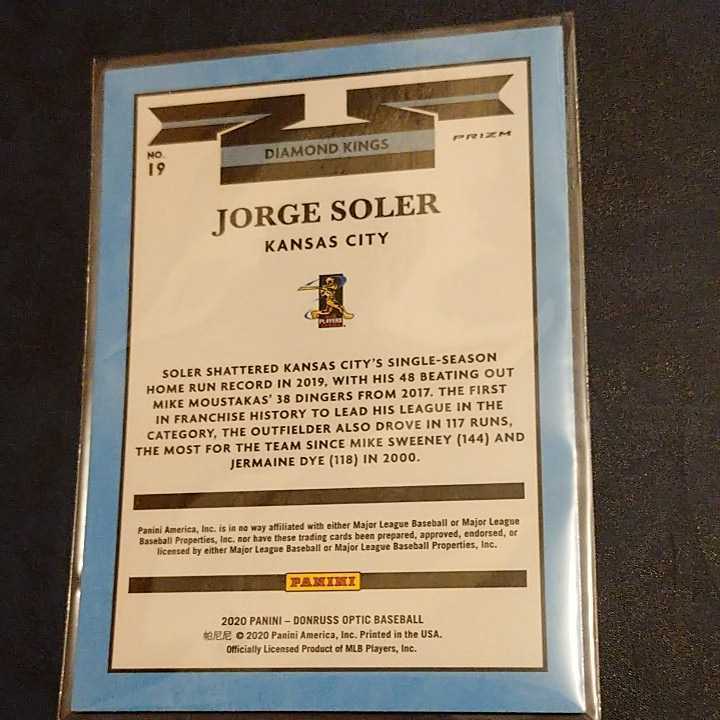 DIAMOND KINGS
PRIZM
NO.
19
JORGE SOLER
KANSAS CITY
PLAYERS
SOLER SHATTERED KANSAS CITY'S SINGLE-SEASON
HOME RUN RECORD IN 2019, WITH HIS 48 BEATING OUT
MIKE MOUSTAKAS' 38 DINGERS FROM 2017. THE FIRST
IN FRANCHISE HISTORY TO LEAD HIS LEAGUE IN THE
CATEGORY, THE OUTFIELDER ALSO DROVE IN 117 RUNS,
THE MOST FOR THE TEAM SINCE MIKE SWEENEY (144) AND
JERMAINE DYE (118) IN 2000.
Panini America, Inc. is in no way affiliated with either Major League Baseball or Major League
Baseball Properties, Inc. nor have these trading cards been prepared, approved, endorsed, or
licensed by either Major League Baseball or Major League Baseball Properties, Inc.
PANINI
2020 PANINI – DONRUSS OPTIC BASEBALL
帕尼尼 © 2020 Panini America, Inc. Printed in the USA.
Officially Licensed Product of MLB Players, Inc.